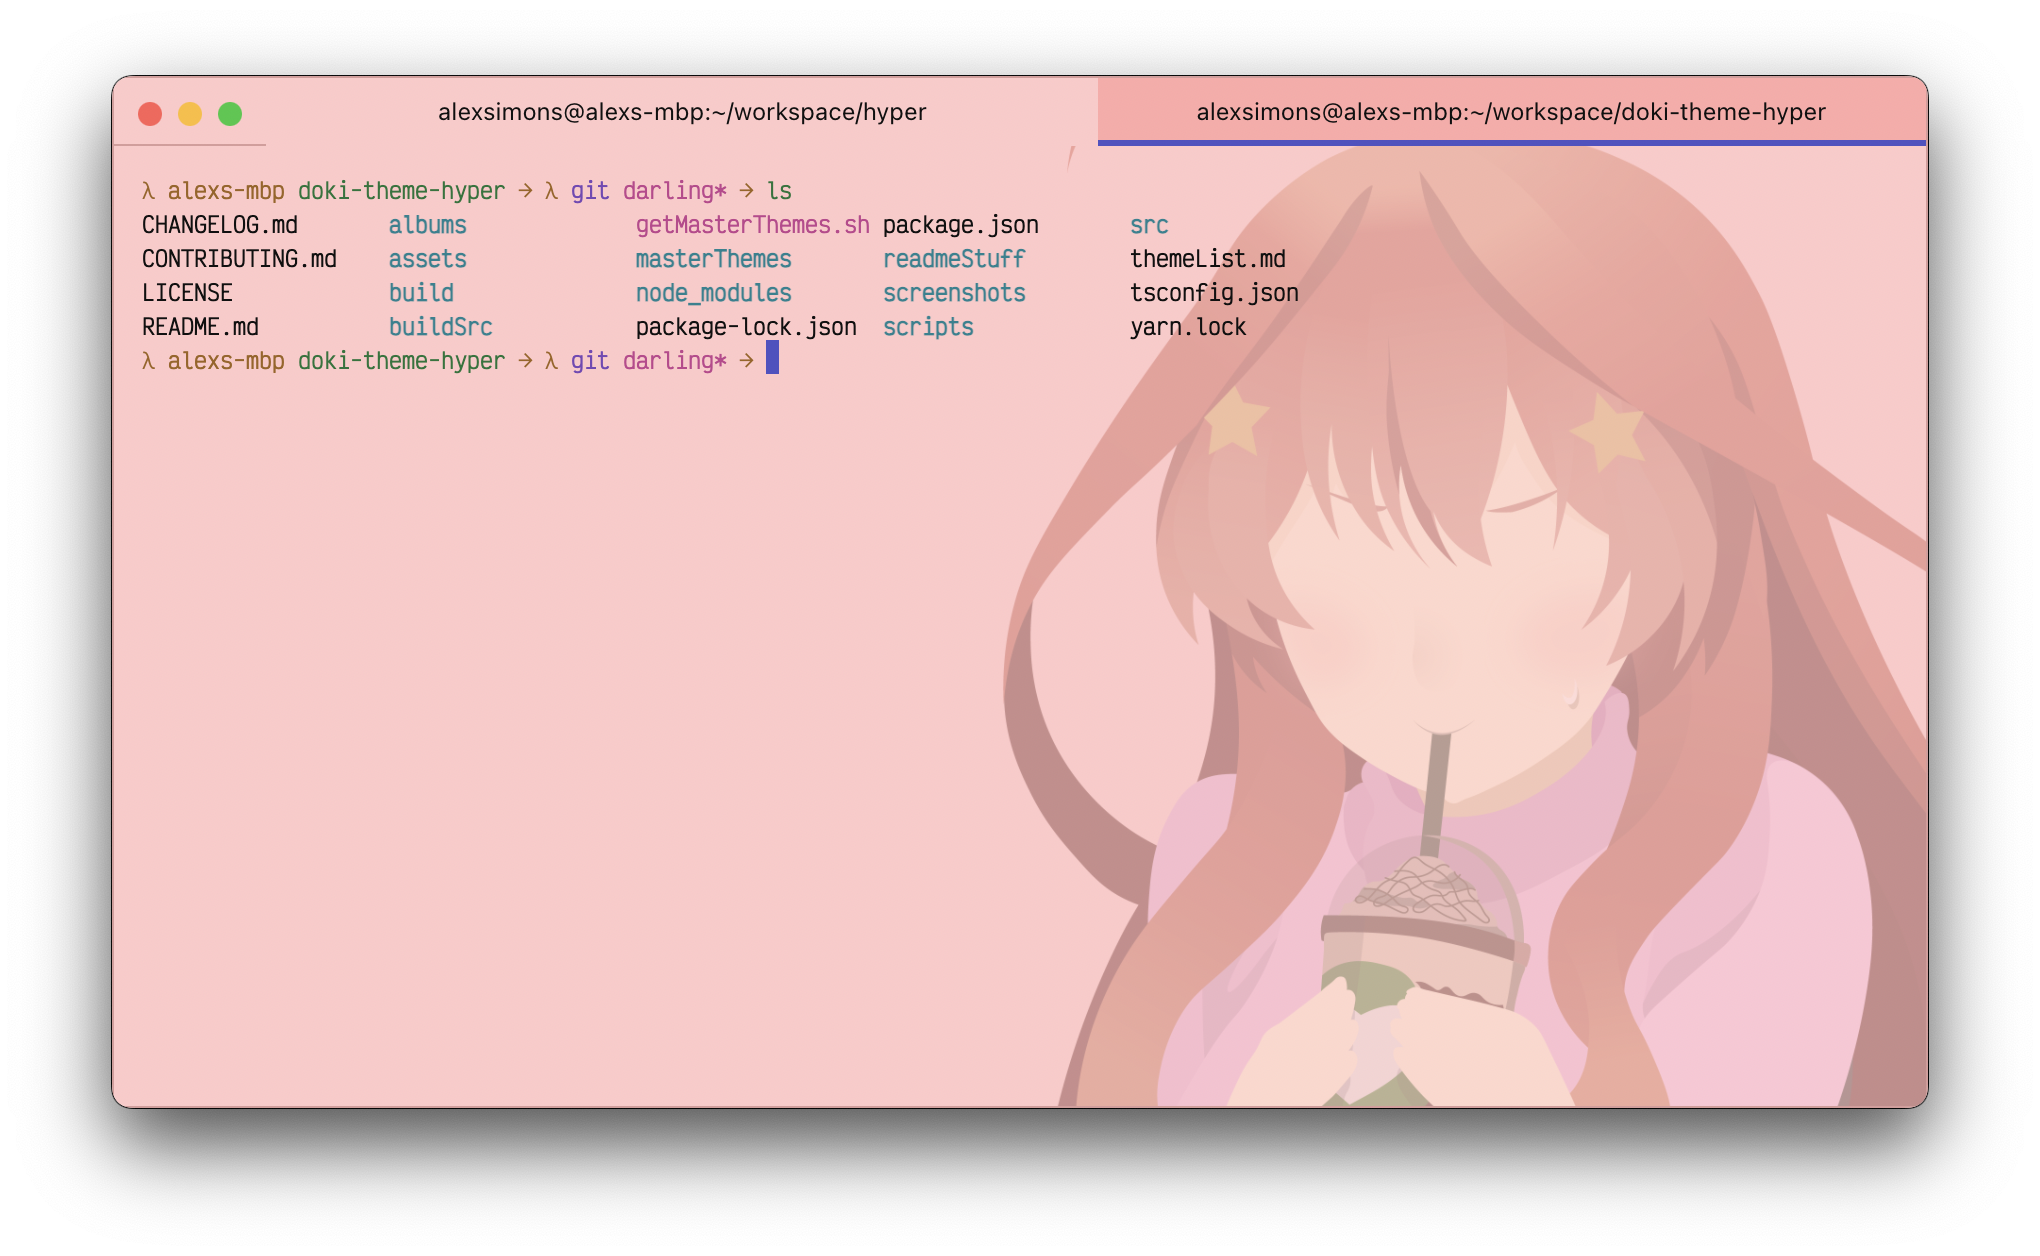 alexsimons@alexs-mbp:~/workspace/hyper alexsimons@alexs-mbp:~/workspace/doki-theme-hyper
λ alexs-mbp doki-theme-hyper → λ git darling* → ls
CHANGELOG.md albums getMasterThemes.sh package.json src
CONTRIBUTING.md assets masterThemes readmeStuff themeList.md
LICENSE build node_modules screenshots tsconfig.json
README.md buildSrc package-lock.json scripts yarn.lock
λ alexs-mbp doki-theme-hyper → λ git darling* →